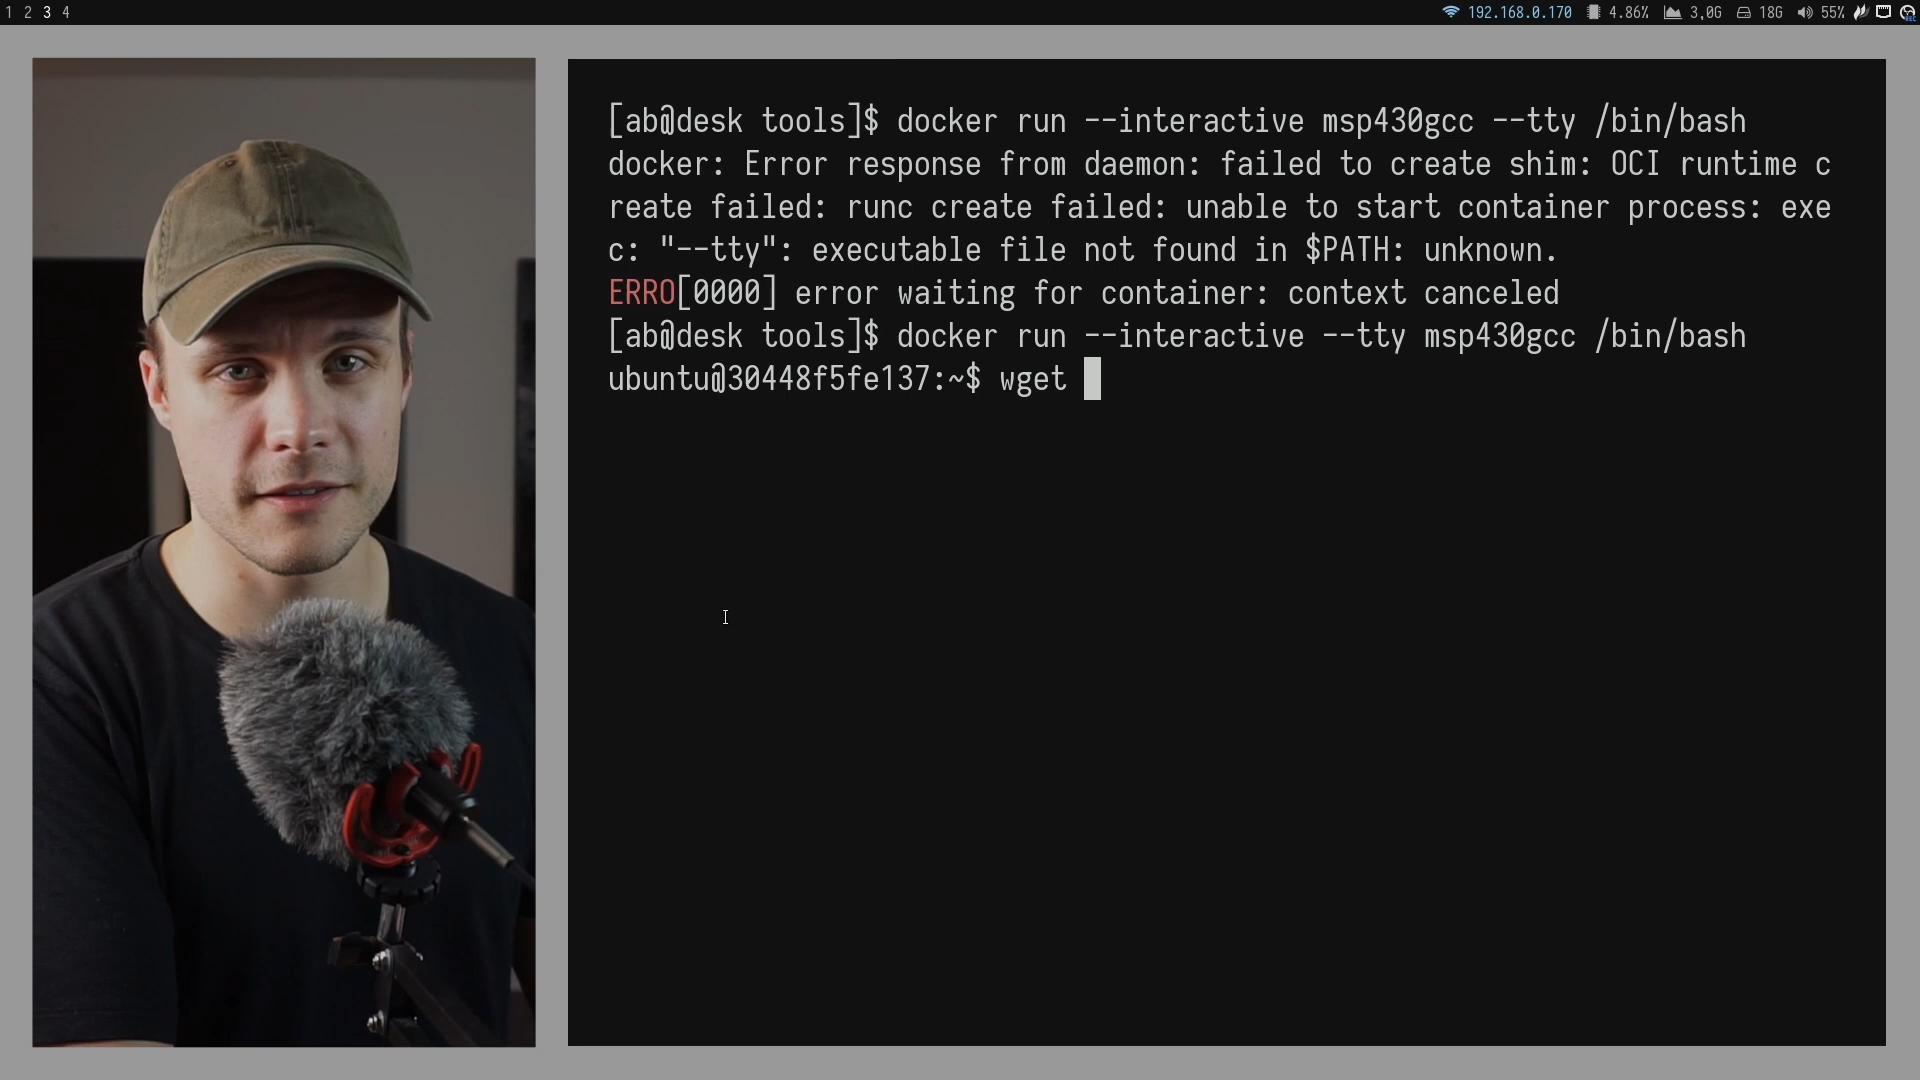 1 2 3 4
192.168.0.170 4.86% 3,0G 18G 55%
[ab@desk tools]$ docker run --interactive msp430gcc --tty /bin/bash
docker: Error response from daemon: failed to create shim: OCI runtime c
reate failed: runc create failed: unable to start container process: exe
c: "--tty": executable file not found in $PATH: unknown.
ERRO[0000] error waiting for container: context canceled
[ab@desk tools]$ docker run --interactive --tty msp430gcc /bin/bash
ubuntu@30448f5fe137:~$ wget